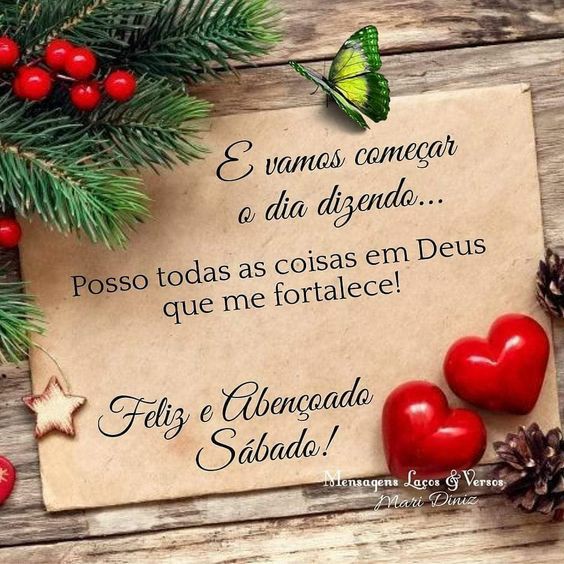 E vamos começar
o dia dizendo...
Posso todas as coisas em Deus
que me fortalece!
Feliz e Abençoado
Sábado!
Mensagens Laços & Versos
Mari Diniz